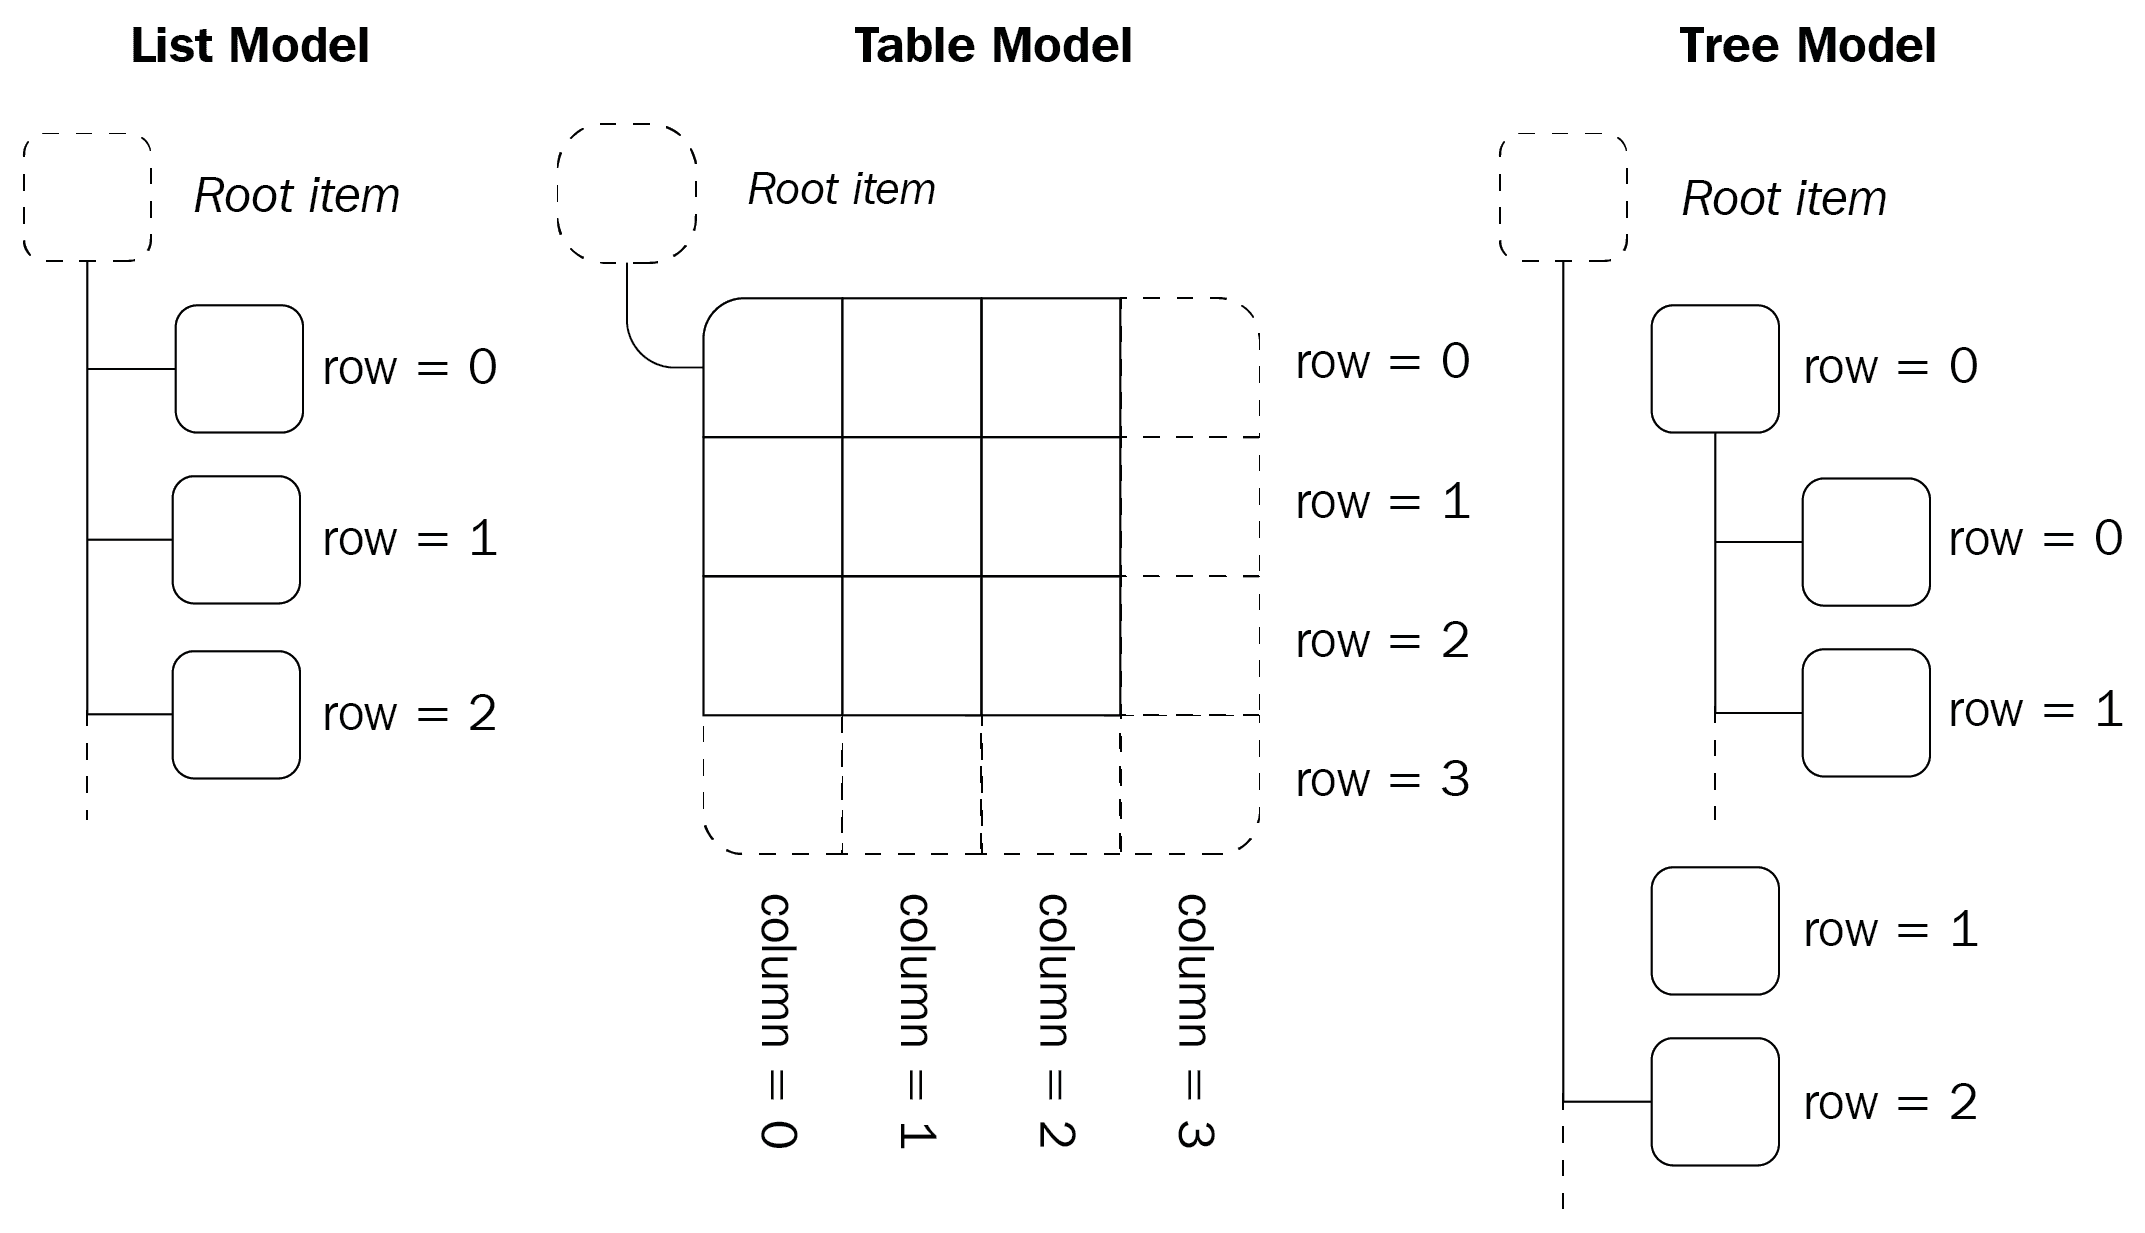 List Model
Root item
row = 0
row = 1
row = 2
Table Model
Root item
row = 0
row = 1
row = 2
row = 3
column = 0
column = 1
column = 2
column = 3
Tree Model
Root item
row = 0
row = 0
row = 1
row = 1
row = 2